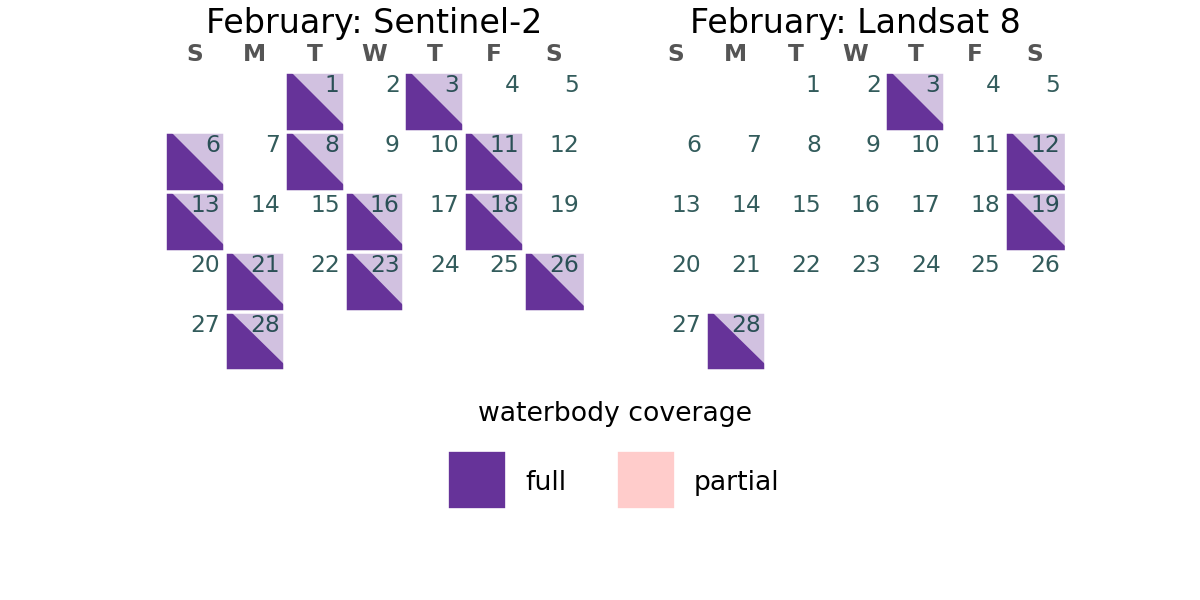 February: Sentinel-2
S M T W T F S
1 2 3 4 5
6 7 8 9 10 11 12
13 14 15 16 17 18 19
20 21 22 23 24 25 26
27 28
February: Landsat 8
S M T W T F S
1 2 3 4 5
6 7 8 9 10 11 12
13 14 15 16 17 18 19
20 21 22 23 24 25 26
27 28
waterbody coverage
full partial